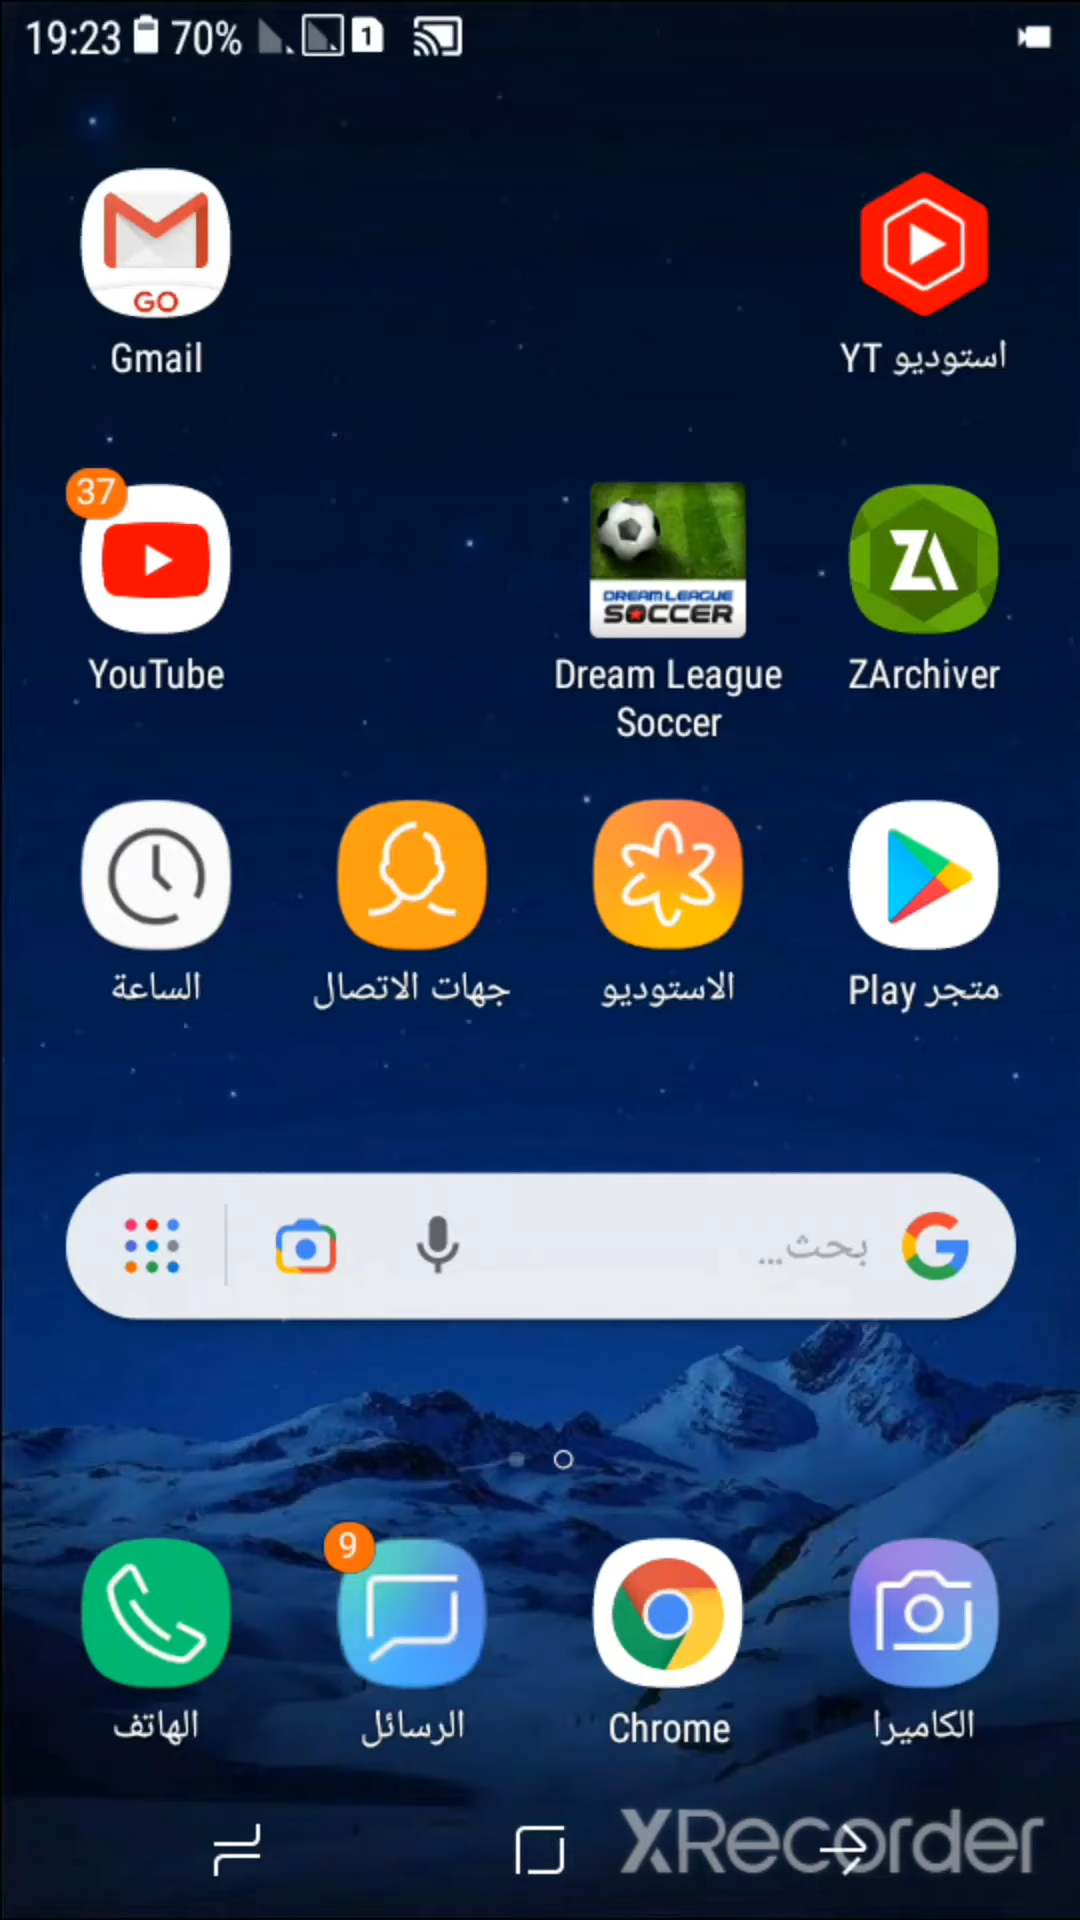 19:23 70% 1
GO
Gmail
استوديو YT
37
YouTube
DREAM LEAGUE
SOCCER
Dream League
Soccer
ZA
ZArchiver
الساعة
جهات الاتصال
الاستوديو
متجر Play
بحث...
الهاتف
9
الرسائل
Chrome
الكاميرا
XRecorder